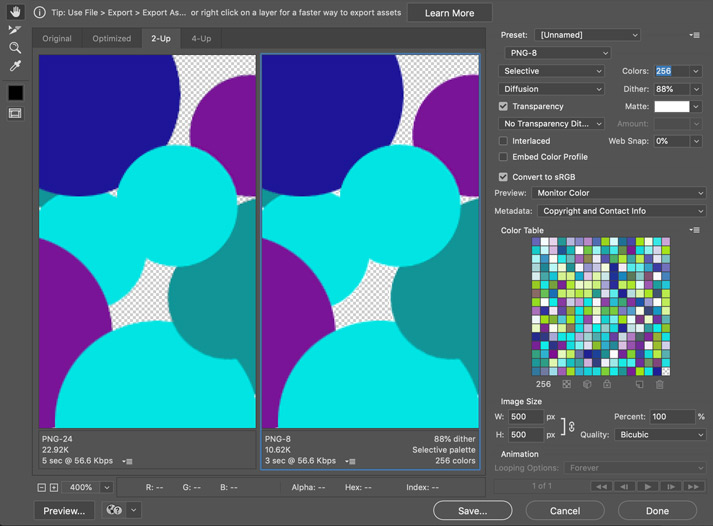 Tip: Use File > Export > Export As... or right click on a layer for a faster way to export assets
Learn More
Original
Optimized
2-Up
4-Up
PNG-24
22.92K
5 sec @ 56.6 Kbps
PNG-8
10.62K
3 sec @ 56.6 Kbps
88% dither
Selective palette
256 colors
400%
R: --
G: --
B: --
Alpha: --
Hex: --
Index: --
Preview...
Save...
Cancel
Done
Preset: [Unnamed]
PNG-8
Selective
Colors: 256
Diffusion
Dither: 88%
Transparency
Matte:
No Transparency Dit...
Amount:
Interlaced
Web Snap: 0%
Embed Color Profile
Convert to sRGB
Preview: Monitor Color
Metadata: Copyright and Contact Info
Color Table
256
Image Size
W: 500 px
Percent: 100 %
H: 500 px
Quality: Bicubic
Animation
Looping Options: Forever
1 of 1